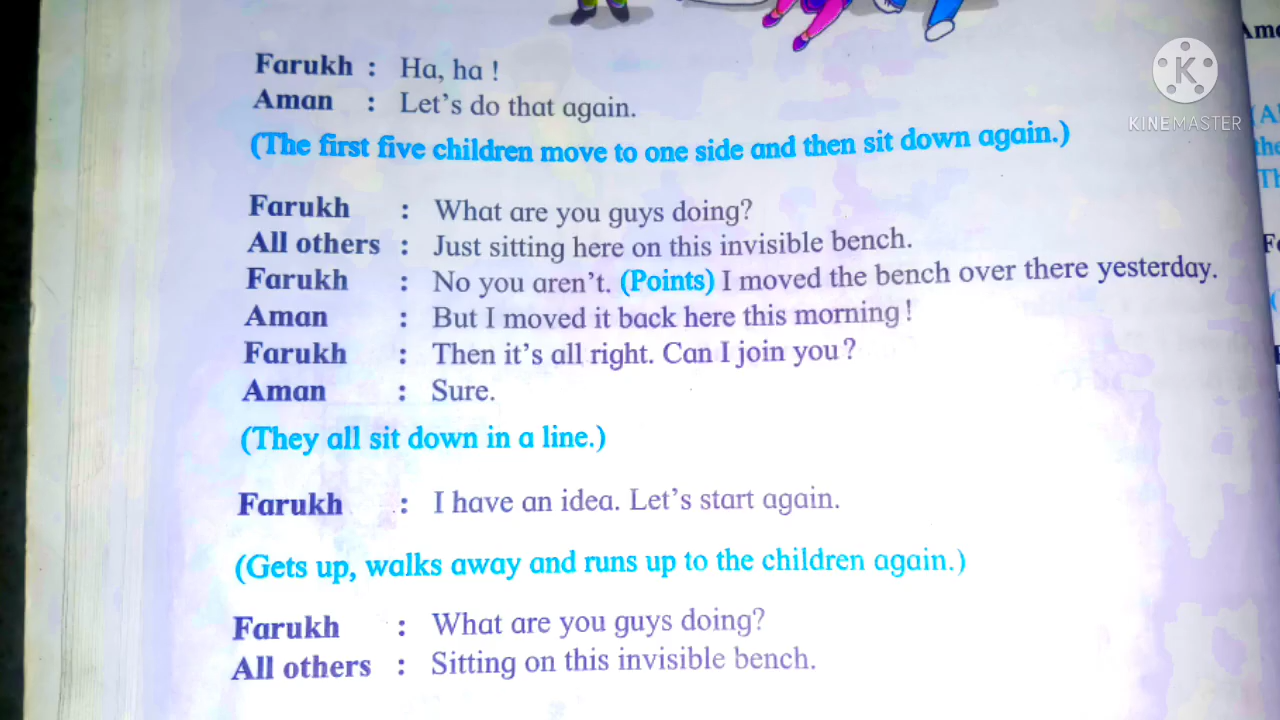 Farukh : Ha, ha !
Aman : Let's do that again.
(The first five children move to one side and then sit down again.)
Farukh : What are you guys doing?
All others : Just sitting here on this invisible bench.
Farukh : No you aren't. (Points) I moved the bench over there yesterday.
Aman : But I moved it back here this morning!
Farukh : Then it's all right. Can I join you?
Aman : Sure.
(They all sit down in a line.)
Farukh : I have an idea. Let's start again.
(Gets up, walks away and runs up to the children again.)
Farukh : What are you guys doing?
All others : Sitting on this invisible bench.
K
KINEMASTER